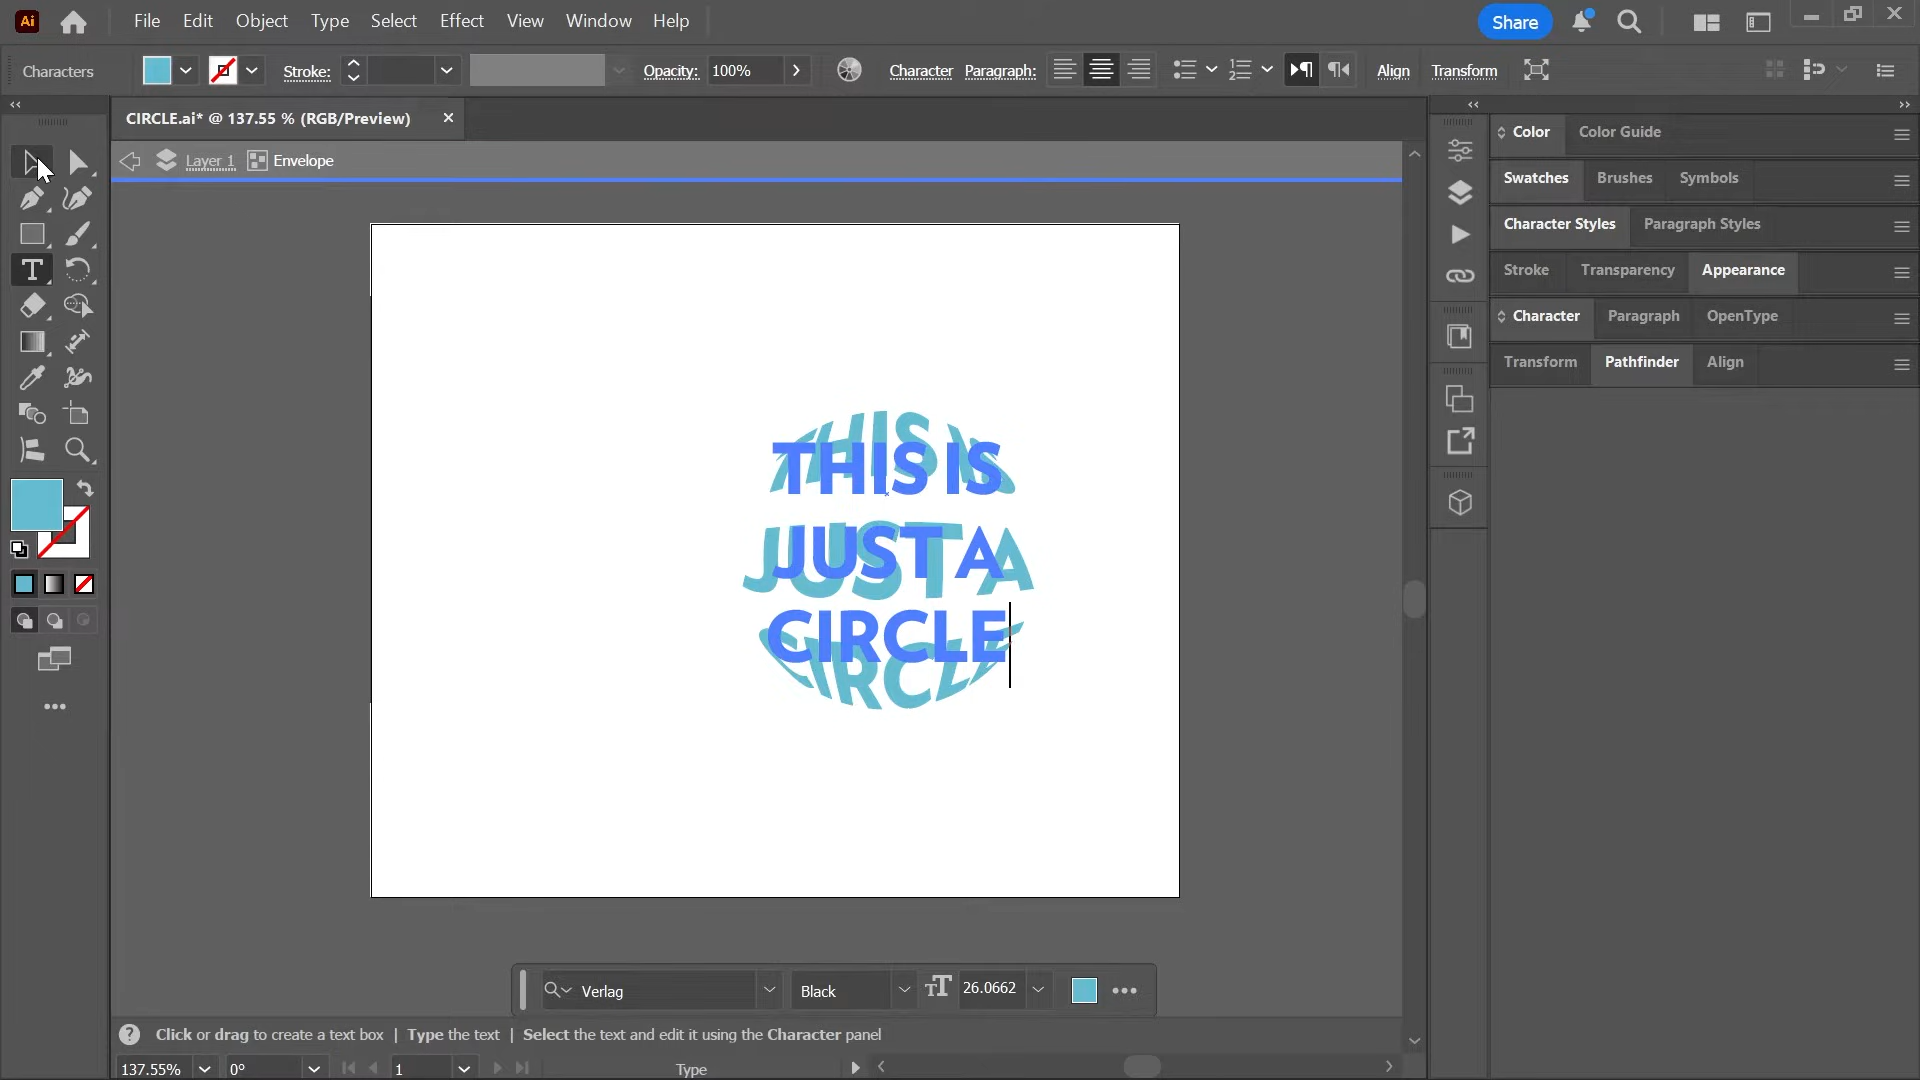 Ai File Edit Object Type Select Effect View Window Help Share
Characters Stroke: Opacity: 100% Character Paragraph: Align Transform
CIRCLE.ai* @ 137.55 % (RGB/Preview) ×
Layer 1 Envelope
Color Color Guide
Swatches Brushes Symbols
Character Styles Paragraph Styles
Stroke Transparency Appearance
Character Paragraph OpenType
Transform Pathfinder Align
T
THIS IS
THIS IS
JUST A
JUST A
CIRCLE
CIRCLE
Verlag Black 26.0662
Click or drag to create a text box | Type the text | Select the text and edit it using the Character panel
137.55% 0° 1 Type